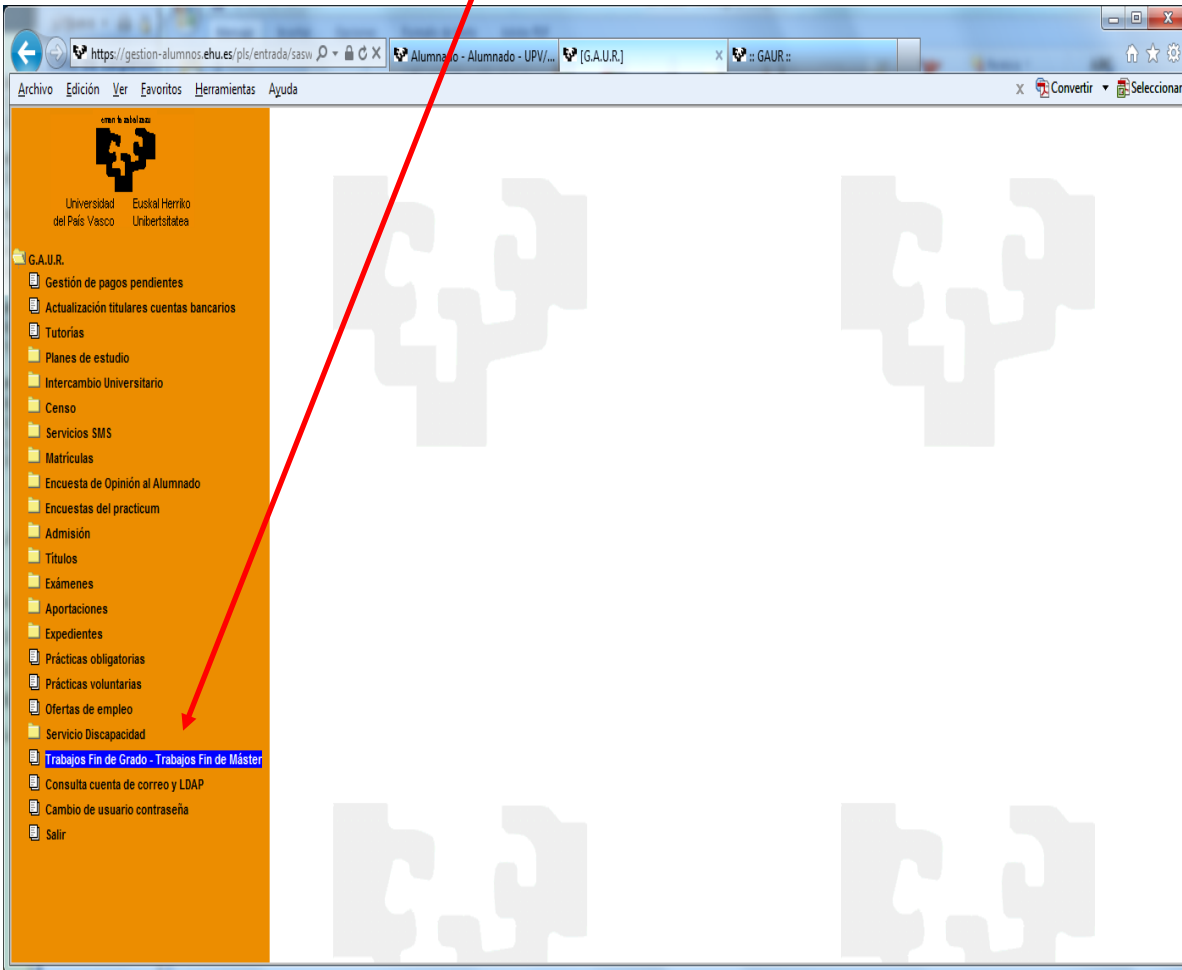 https://gestion-alumnos.ehu.es/pls/entrada/sasw
Alumnado - Alumnado - UPV/...
[G.A.U.R.]
:: GAUR ::
Archivo Edición Ver Favoritos Herramientas Ayuda
x Convertir Seleccionar
Universidad Euskal Herriko
del País Vasco Unibertsitatea
G.A.U.R.
Gestión de pagos pendientes
Actualización titulares cuentas bancarios
Tutorías
Planes de estudio
Intercambio Universitario
Censo
Servicios SMS
Matrículas
Encuesta de Opinión al Alumnado
Encuestas del practicum
Admisión
Títulos
Exámenes
Aportaciones
Expedientes
Prácticas obligatorias
Prácticas voluntarias
Ofertas de empleo
Servicio Discapacidad
Trabajos Fin de Grado - Trabajos Fin de Máster
Consulta cuenta de correo y LDAP
Cambio de usuario contraseña
Salir